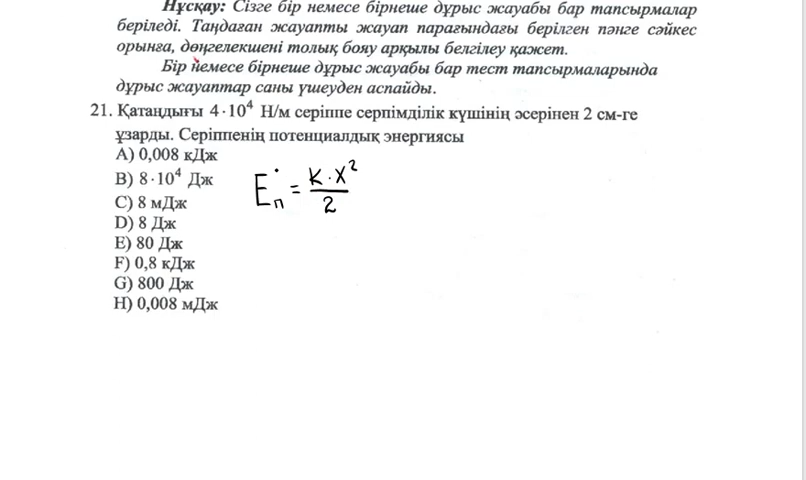 Нұсқау: Сізге бір немесе бірнеше дұрыс жауабы бар тапсырмалар
беріледі. Таңдаған жауапты жауап парағындағы берілген пәнге сәйкес
орынға, дөңгелекшені толық бояу арқылы белгілеу қажет.
Бір немесе бірнеше дұрыс жауабы бар тест тапсырмаларында
дұрыс жауаптар саны үшеуден аспайды.
21. Қатаңдығы 4·10⁴ Н/м серіппе серпімділік күшінің әсерінен 2 см-ге
ұзарды. Серіппенің потенциалдық энергиясы
A) 0,008 кДж
B) 8·10⁴ Дж
C) 8 мДж
D) 8 Дж
E) 80 Дж
F) 0,8 кДж
G) 800 Дж
H) 0,008 мДж
Eп = K·X²/2